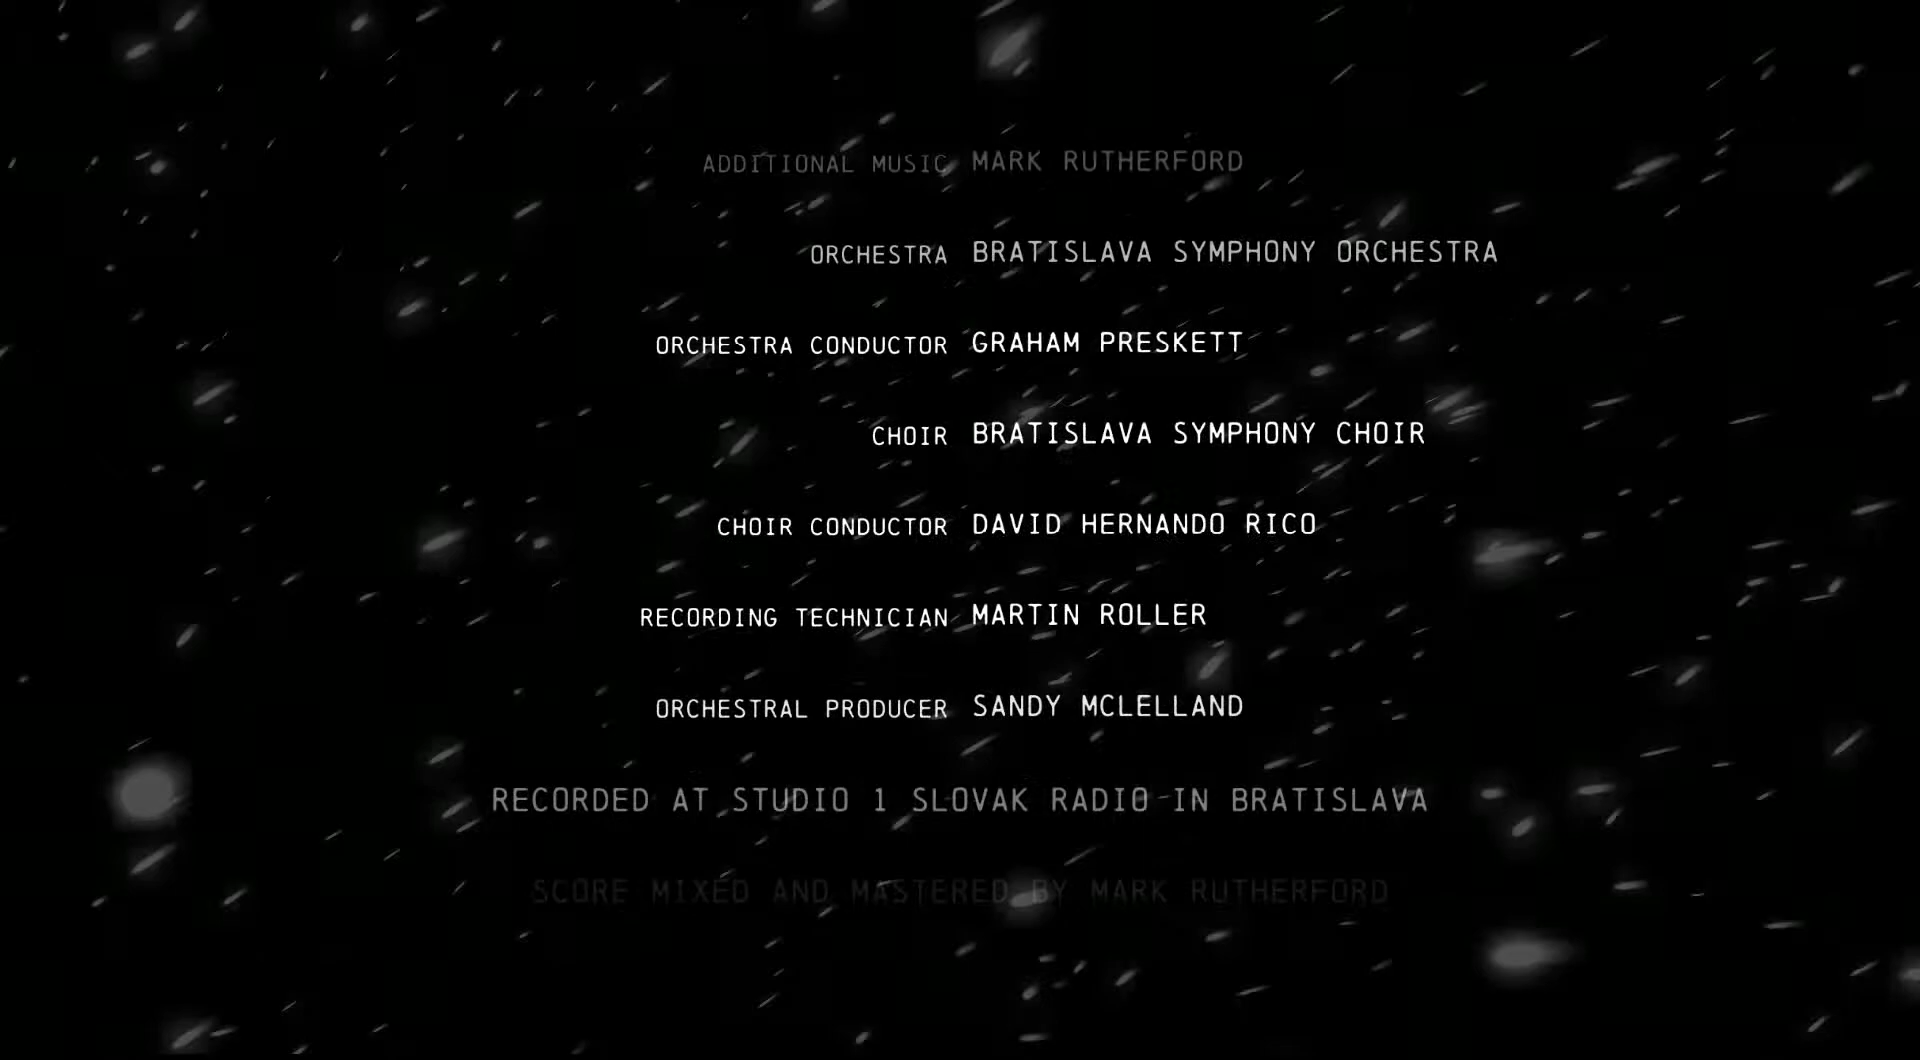 ADDITIONAL MUSIC MARK RUTHERFORD
ORCHESTRA BRATISLAVA SYMPHONY ORCHESTRA
ORCHESTRA CONDUCTOR GRAHAM PRESKETT
CHOIR BRATISLAVA SYMPHONY CHOIR
CHOIR CONDUCTOR DAVID HERNANDO RICO
RECORDING TECHNICIAN MARTIN ROLLER
ORCHESTRAL PRODUCER SANDY MCLELLAND
RECORDED AT STUDIO 1 SLOVAK RADIO IN BRATISLAVA
SCORE MIXED AND MASTERED BY MARK RUTHERFORD